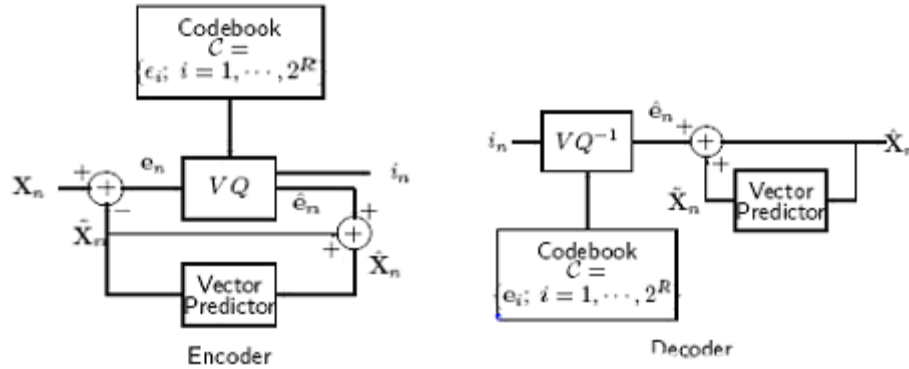 Codebook
𝒞 =
{ϵ_i; i = 1, ⋯, 2^R}
X_n
+
+
−
e_n
VQ
i_n
ê_n
+
+
+
X̃_n
X̂_n
Vector
Predictor
Encoder
i_n
VQ^{-1}
ê_n
+
+
+
X̂_n
X̃_n
Vector
Predictor
Codebook
𝒞 =
{e_i; i = 1, ⋯, 2^R}
Decoder